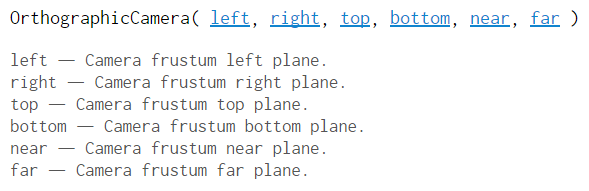 OrthographicCamera( left, right, top, bottom, near, far )
left — Camera frustum left plane.
right — Camera frustum right plane.
top — Camera frustum top plane.
bottom — Camera frustum bottom plane.
near — Camera frustum near plane.
far — Camera frustum far plane.